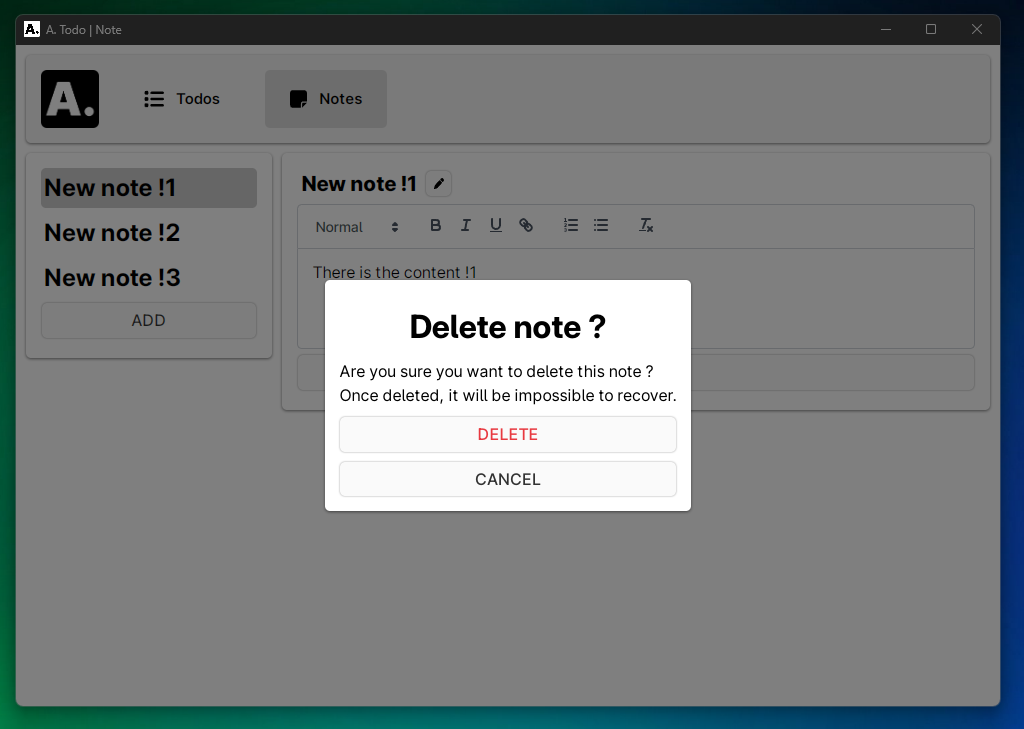 A. A. Todo | Note
A. Todos Notes
New note !1
New note !2
New note !3
ADD
New note !1
Normal B I U
There is the content !1
Delete note ?
Are you sure you want to delete this note ?
Once deleted, it will be impossible to recover.
DELETE
CANCEL